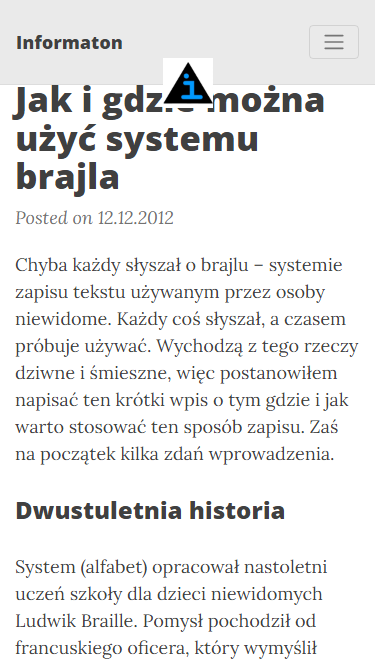 Informaton
i
Jak i gdzie można
użyć systemu
brajla
Posted on 12.12.2012
Chyba każdy słyszał o brajlu – systemie
zapisu tekstu używanym przez osoby
niewidome. Każdy coś słyszał, a czasem
próbuje używać. Wychodzą z tego rzeczy
dziwne i śmieszne, więc postanowiłem
napisać ten krótki wpis o tym gdzie i jak
warto stosować ten sposób zapisu. Zaś
na początek kilka zdań wprowadzenia.
Dwustuletnia historia
System (alfabet) opracował nastoletni
uczeń szkoły dla dzieci niewidomych
Ludwik Braille. Pomysł pochodził od
francuskiego oficera, który wymyślił